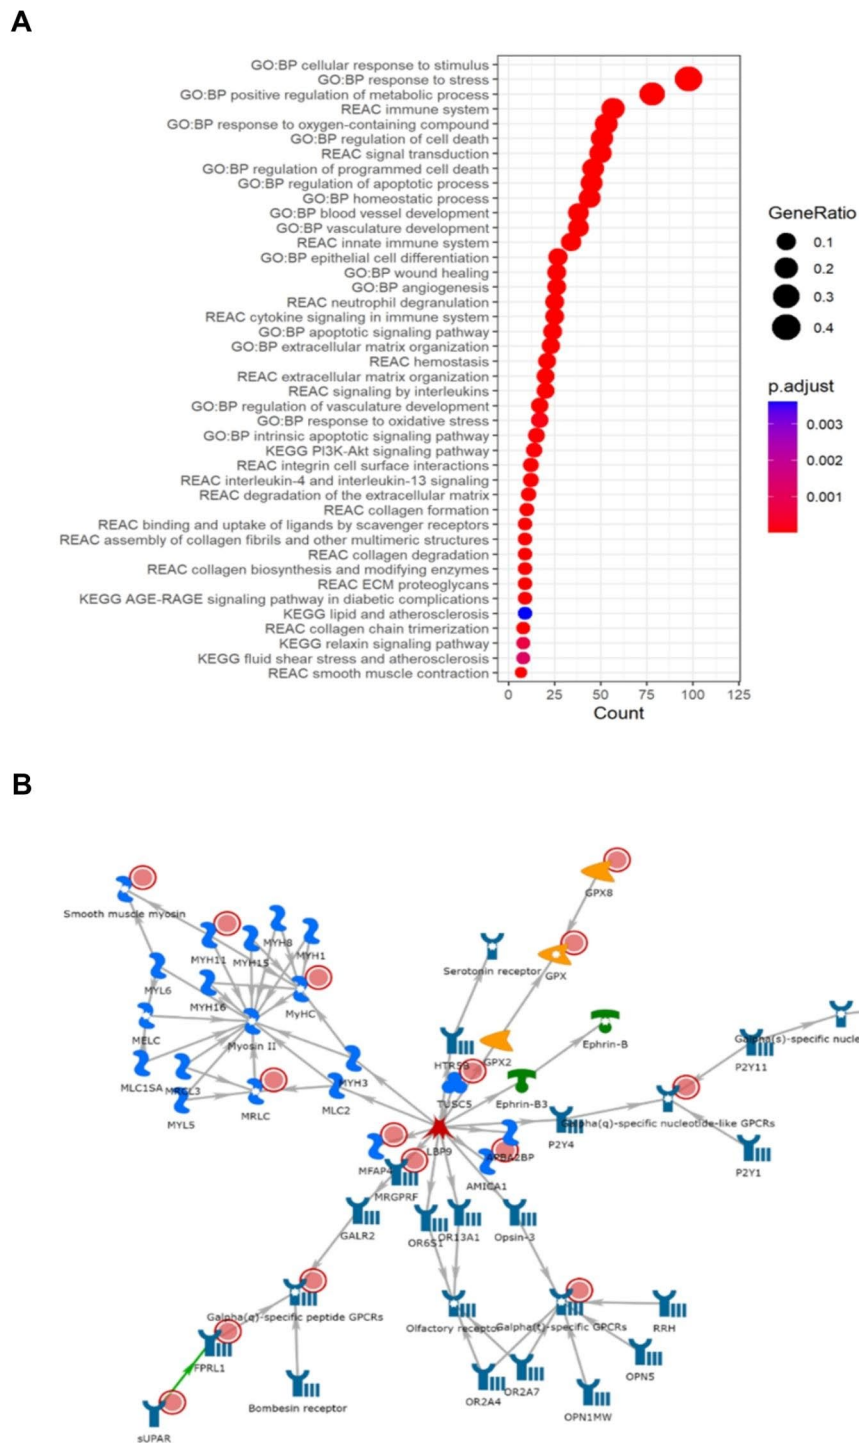 A
GO:BP cellular response to stimulus
GO:BP response to stress
GO:BP positive regulation of metabolic process
REAC immune system
GO:BP response to oxygen-containing compound
GO:BP regulation of cell death
REAC signal transduction
GO:BP regulation of programmed cell death
GO:BP regulation of apoptotic process
GO:BP homeostatic process
GO:BP blood vessel development
GO:BP vasculature development
REAC innate immune system
GO:BP epithelial cell differentiation
GO:BP wound healing
GO:BP angiogenesis
REAC neutrophil degranulation
REAC cytokine signaling in immune system
GO:BP apoptotic signaling pathway
GO:BP extracellular matrix organization
REAC hemostasis
REAC extracellular matrix organization
REAC signaling by interleukins
GO:BP regulation of vasculature development
GO:BP response to oxidative stress
GO:BP intrinsic apoptotic signaling pathway
KEGG PI3K-Akt signaling pathway
REAC integrin cell surface interactions
REAC interleukin-4 and interleukin-13 signaling
REAC degradation of the extracellular matrix
REAC collagen formation
REAC binding and uptake of ligands by scavenger receptors
REAC assembly of collagen fibrils and other multimeric structures
REAC collagen degradation
REAC collagen biosynthesis and modifying enzymes
REAC ECM proteoglycans
KEGG AGE-RAGE signaling pathway in diabetic complications
KEGG lipid and atherosclerosis
REAC collagen chain trimerization
KEGG relaxin signaling pathway
KEGG fluid shear stress and atherosclerosis
REAC smooth muscle contraction
0 25 50 75 100 125
Count
GeneRatio
0.1
0.2
0.3
0.4
p.adjust
0.003
0.002
0.001
B
GPX8
Smooth muscle myosin
MYH11
MYH15
MYH8
MYH1
Serotonin receptor
GPX
MYL6
MYH16
MyHC
MELC
Myosin II
HTR5B
GPX2
Ephrin-B
Galpha(s)-specific nucle
P2Y11
MLC1SA
MRCL3
MYH3
TUSC5
Ephrin-B3
MYL5
MRLC
MLC2
P2Y4
Galpha(q)-specific nucleotide-like GPCRs
LBP9
APBA2BP
P2Y1
MFAP4
MRGPRF
AMICA1
GALR2
OR6S1
OR13A1
Opsin-3
Galpha(q)-specific peptide GPCRs
Olfactory receptor
Galpha(t)-specific GPCRs
RRH
FPRL1
OPN5
Bombesin receptor
OR2A4
OR2A7
OPN1MW
sUPAR